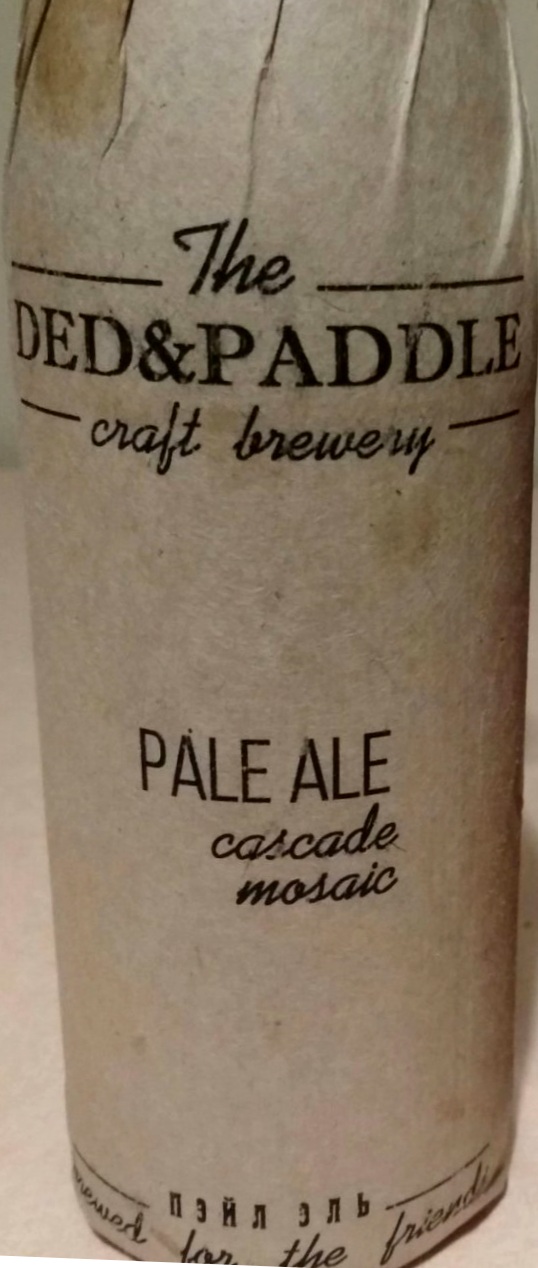 The
DED&PADDLE
craft brewery
PALE ALE
cascade
mosaic
пэйл эль
for the